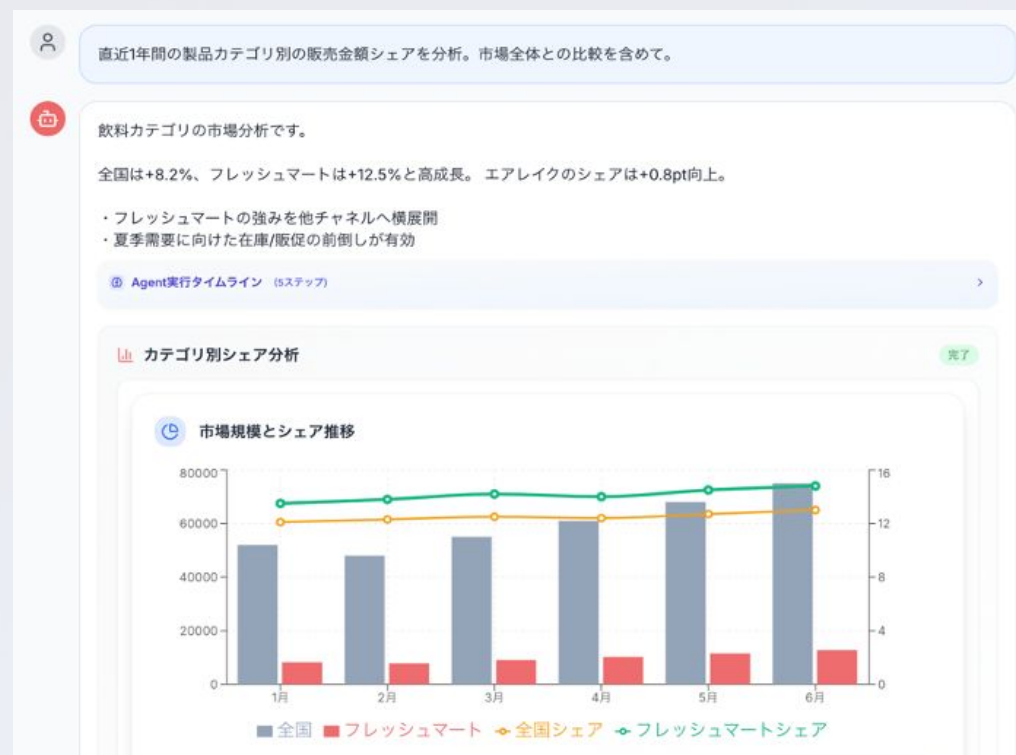 直近1年間の製品カテゴリ別の販売金額シェアを分析。市場全体との比較を含めて。
飲料カテゴリの市場分析です。
全国は+8.2%、フレッシュマートは+12.5%と高成長。 エアレイクのシェアは+0.8pt向上。
・フレッシュマートの強みを他チャネルへ横展開
・夏季需要に向けた在庫/販促の前倒しが有効
Agent実行タイムライン (5ステップ)
カテゴリ別シェア分析 完了
市場規模とシェア推移
80000 16
60000 12
40000 8
20000 4
0 0
1月 2月 3月 4月 5月 6月
全国 フレッシュマート 全国シェア フレッシュマートシェア